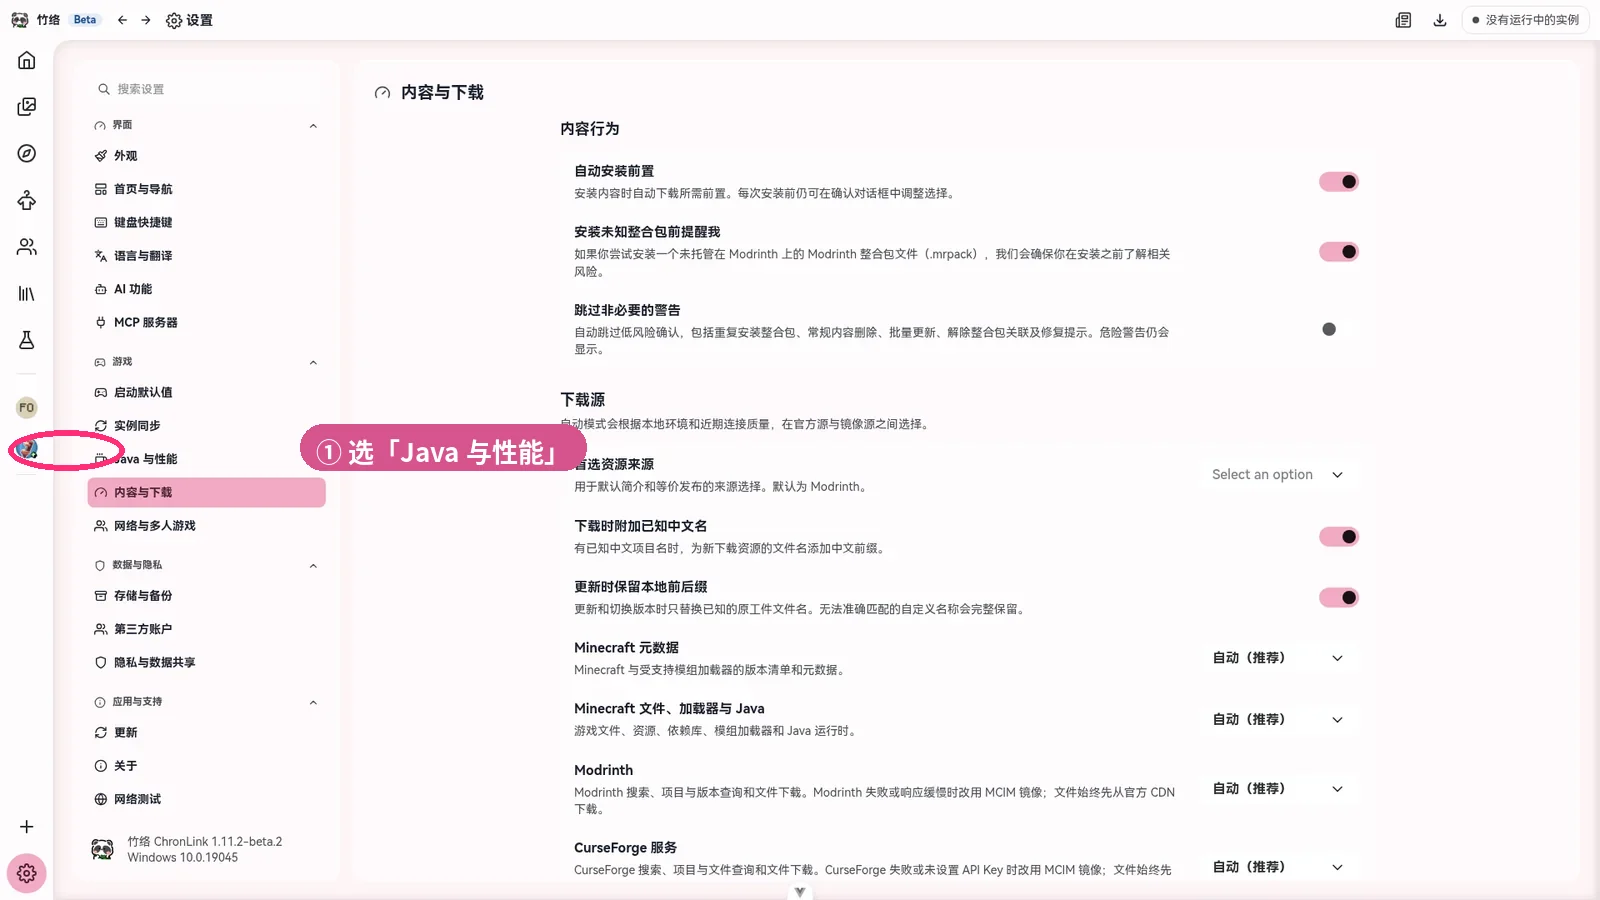 竹络 Beta 设置 没有运行中的实例
搜索设置
界面
外观
首页与导航
键盘快捷键
语言与翻译
AI 功能
MCP 服务器
游戏
启动默认值
实例同步
Java 与性能
内容与下载
网络与多人游戏
数据与隐私
存储与备份
第三方账户
隐私与数据共享
应用与支持
更新
关于
网络测试
竹络 ChronLink 1.11.2-beta.2
Windows 10.0.19045
FO
① 选「Java 与性能」
内容与下载
内容行为
自动安装前置
安装内容时自动下载所需前置。每次安装前仍可在确认对话框中调整选择。
安装未知整合包前提醒我
如果你尝试安装一个未托管在 Modrinth 上的 Modrinth 整合包文件（.mrpack），我们会确保你在安装之前了解相关
风险。
跳过非必要的警告
自动跳过低风险确认，包括重复安装整合包、常规内容删除、批量更新、解除整合包关联及修复提示。危险警告仍会
显示。
下载源
自动模式会根据本地环境和近期连接质量，在官方源与镜像源之间选择。
首选资源来源
用于默认简介和等价发布的来源选择。默认为 Modrinth。
Select an option
下载时附加已知中文名
有已知中文项目名时，为新下载资源的文件名添加中文前缀。
更新时保留本地前后缀
更新和切换版本时只替换已知的原工件文件名。无法准确匹配的自定义名称会完整保留。
Minecraft 元数据
Minecraft 与受支持模组加载器的版本清单和元数据。
自动（推荐）
Minecraft 文件、加载器与 Java
游戏文件、资源、依赖库、模组加载器和 Java 运行时。
自动（推荐）
Modrinth
Modrinth 搜索、项目与版本查询和文件下载。Modrinth 失败或响应缓慢时改用 MCIM 镜像；文件始终先从官方 CDN
下载。
自动（推荐）
CurseForge 服务
CurseForge 搜索、项目与文件查询和文件下载。CurseForge 失败或未设置 API Key 时改用 MCIM 镜像；文件始终先
自动（推荐）